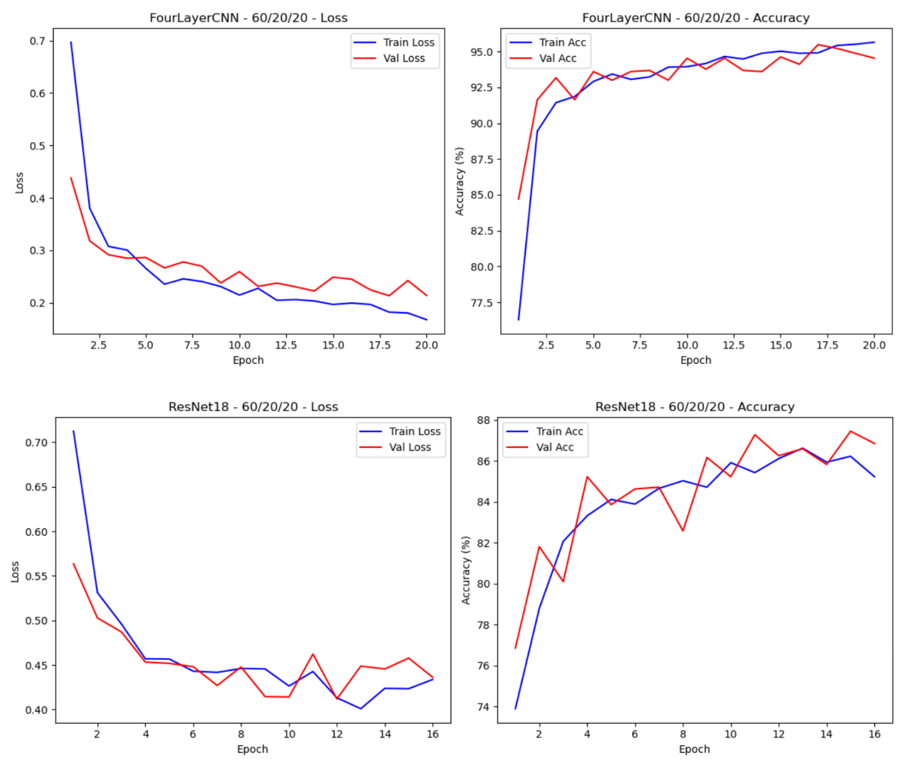 FourLayerCNN - 60/20/20 - Loss
Train Loss
Val Loss
0.7
0.6
0.5
0.4
0.3
0.2
Loss
2.5 5.0 7.5 10.0 12.5 15.0 17.5 20.0
Epoch
FourLayerCNN - 60/20/20 - Accuracy
Train Acc
Val Acc
95.0
92.5
90.0
87.5
85.0
82.5
80.0
77.5
Accuracy (%)
2.5 5.0 7.5 10.0 12.5 15.0 17.5 20.0
Epoch
ResNet18 - 60/20/20 - Loss
Train Loss
Val Loss
0.70
0.65
0.60
0.55
0.50
0.45
0.40
Loss
2 4 6 8 10 12 14 16
Epoch
ResNet18 - 60/20/20 - Accuracy
Train Acc
Val Acc
88
86
84
82
80
78
76
74
Accuracy (%)
2 4 6 8 10 12 14 16
Epoch